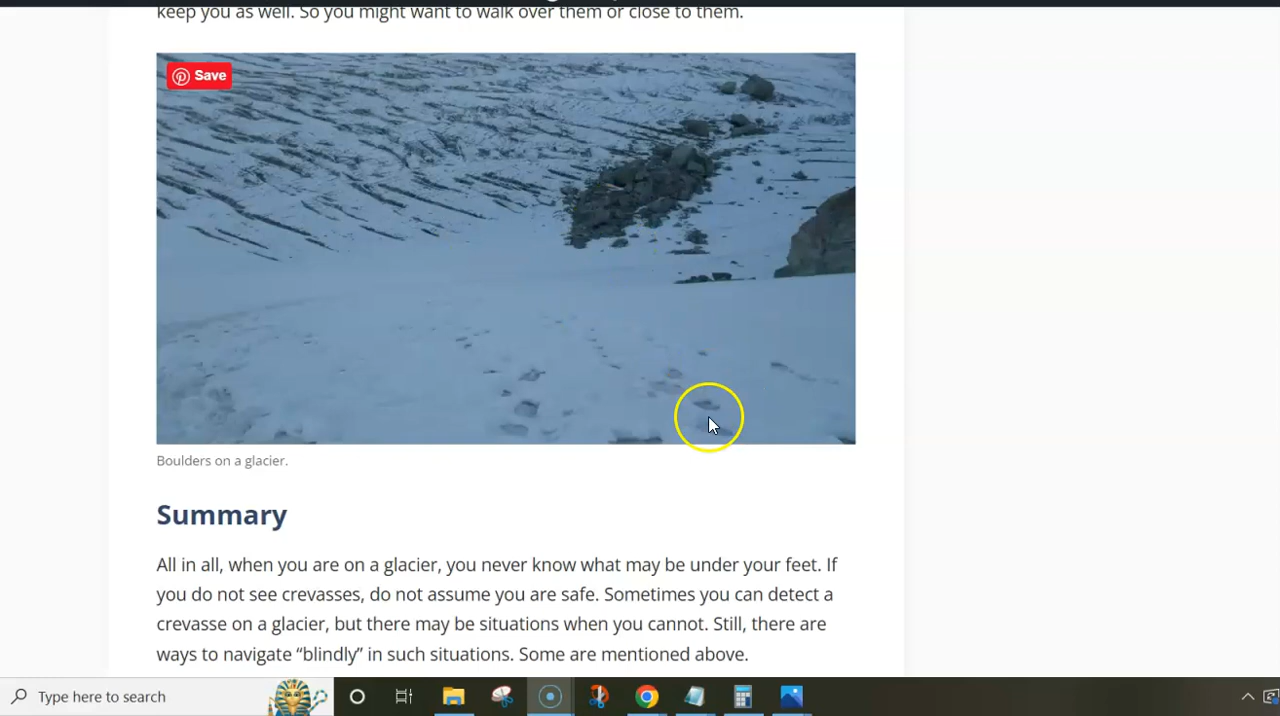 keep you as well. So you might want to walk over them or close to them.
Save
Boulders on a glacier.
Summary
All in all, when you are on a glacier, you never know what may be under your feet. If
you do not see crevasses, do not assume you are safe. Sometimes you can detect a
crevasse on a glacier, but there may be situations when you cannot. Still, there are
ways to navigate “blindly” in such situations. Some are mentioned above.
Type here to search